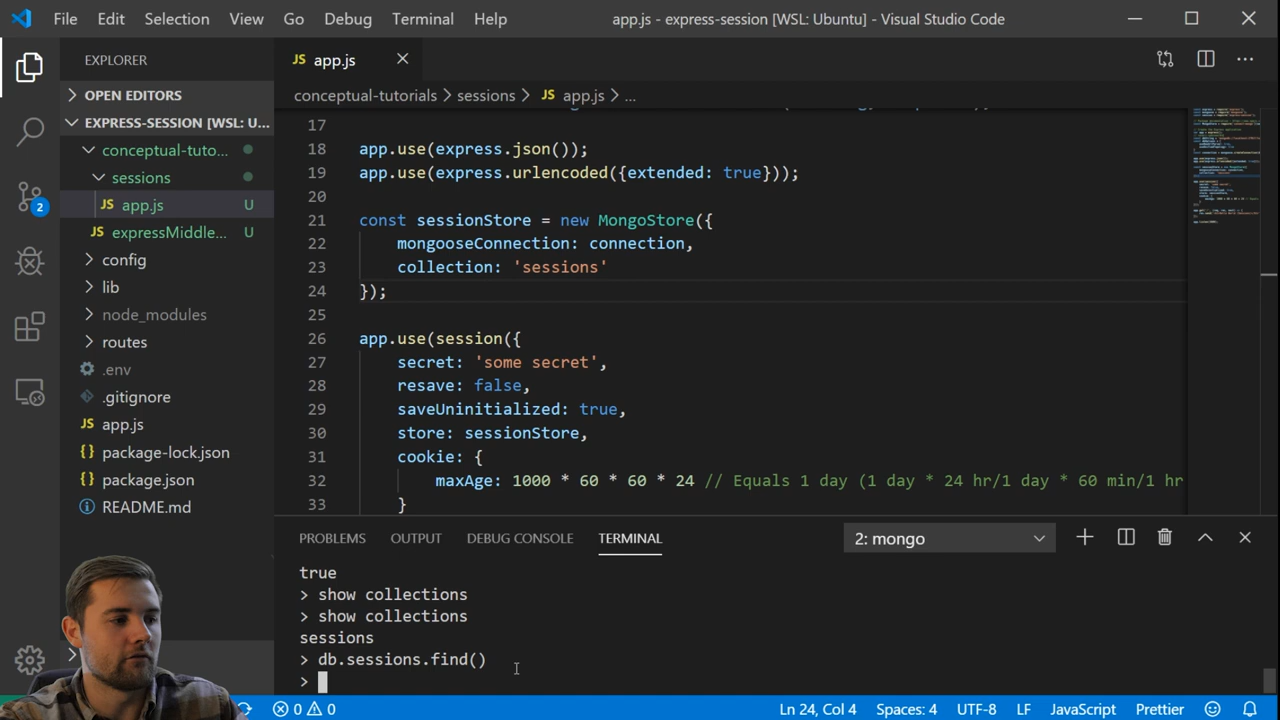 File Edit Selection View Go Debug Terminal Help app.js - express-session [WSL: Ubuntu] - Visual Studio Code
EXPLORER
OPEN EDITORS
EXPRESS-SESSION [WSL: U...
conceptual-tuto...
sessions
JS app.js U
JS expressMiddle... U
config
lib
node_modules
routes
.env
.gitignore
JS app.js
{} package-lock.json
{} package.json
README.md
2
JS app.js
conceptual-tutorials > sessions > JS app.js > ...
17
18 app.use(express.json());
19 app.use(express.urlencoded({extended: true}));
20
21 const sessionStore = new MongoStore({
22 mongooseConnection: connection,
23 collection: 'sessions'
24 });
25
26 app.use(session({
27 secret: 'some secret',
28 resave: false,
29 saveUninitialized: true,
30 store: sessionStore,
31 cookie: {
32 maxAge: 1000 * 60 * 60 * 24 // Equals 1 day (1 day * 24 hr/1 day * 60 min/1 hr
33 }
PROBLEMS OUTPUT DEBUG CONSOLE TERMINAL 2: mongo
true
> show collections
> show collections
sessions
> db.sessions.find()
>
0 0 Ln 24, Col 4 Spaces: 4 UTF-8 LF JavaScript Prettier